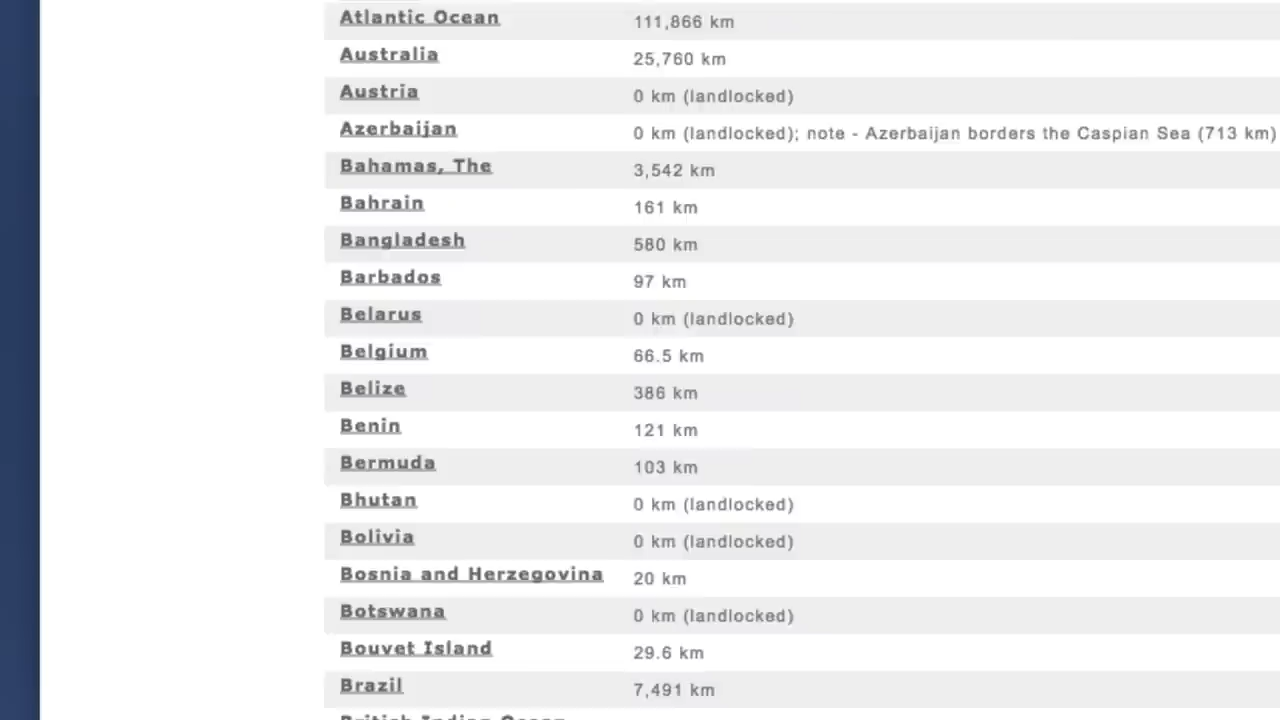 Atlantic Ocean 111,866 km
Australia 25,760 km
Austria 0 km (landlocked)
Azerbaijan 0 km (landlocked); note - Azerbaijan borders the Caspian Sea (713 km)
Bahamas, The 3,542 km
Bahrain 161 km
Bangladesh 580 km
Barbados 97 km
Belarus 0 km (landlocked)
Belgium 66.5 km
Belize 386 km
Benin 121 km
Bermuda 103 km
Bhutan 0 km (landlocked)
Bolivia 0 km (landlocked)
Bosnia and Herzegovina 20 km
Botswana 0 km (landlocked)
Bouvet Island 29.6 km
Brazil 7,491 km
British Indian Ocean